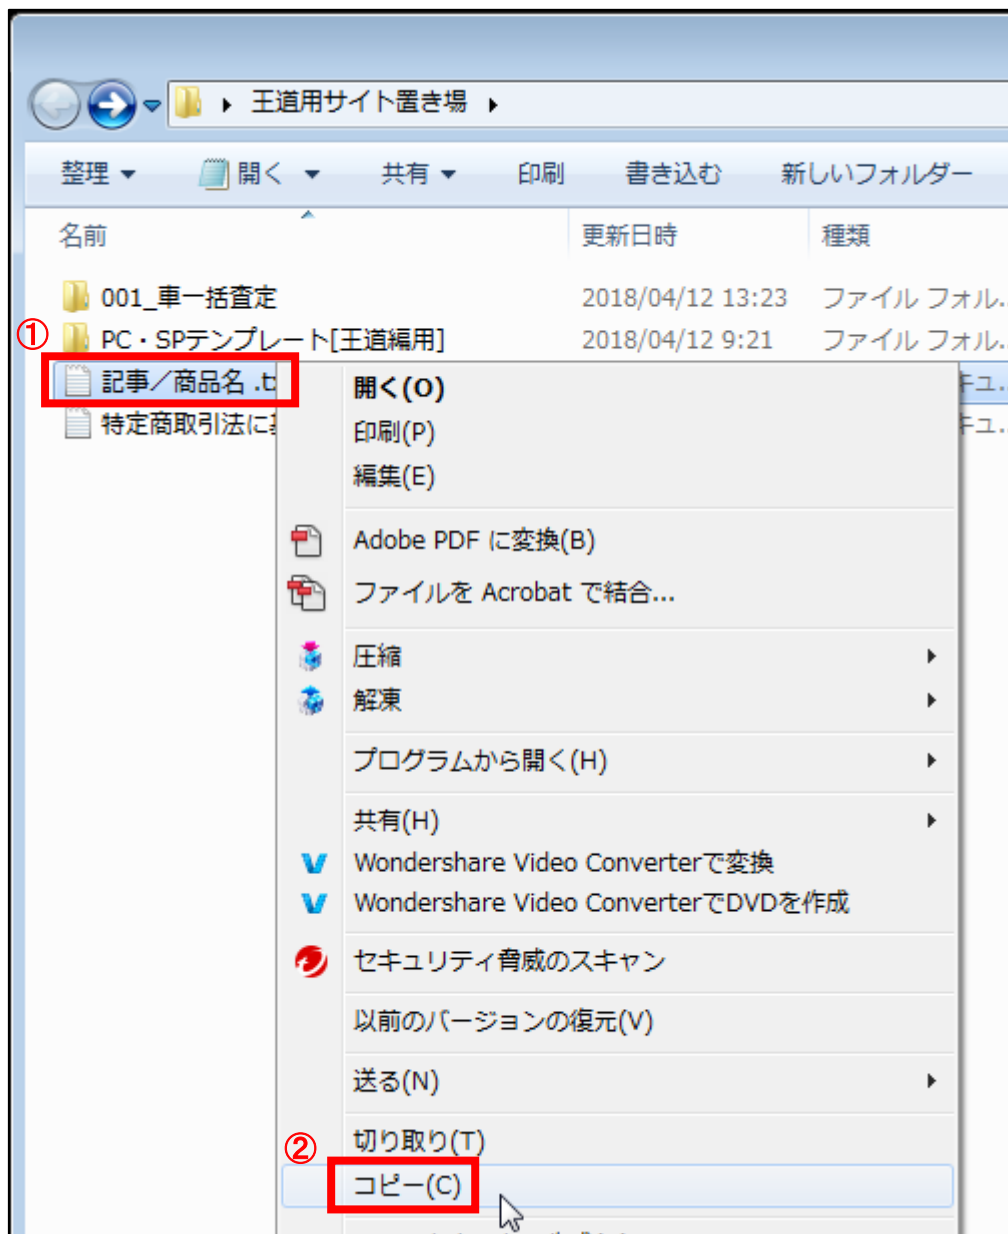 王道用サイト置き場
整理 開く 共有 印刷 書き込む 新しいフォルダー
名前 更新日時 種類
001_車一括査定 2018/04/12 13:23 ファイル フォル...
① PC・SPテンプレート[王道編用] 2018/04/12 9:21 ファイル フォル...
記事／商品名 .t キュ...
特定商取引法に キュ...
開く(O)
印刷(P)
編集(E)
Adobe PDF に変換(B)
ファイルを Acrobat で結合...
圧縮
解凍
プログラムから開く(H)
共有(H)
Wondershare Video Converterで変換
Wondershare Video ConverterでDVDを作成
セキュリティ脅威のスキャン
以前のバージョンの復元(V)
送る(N)
切り取り(T)
② コピー(C)